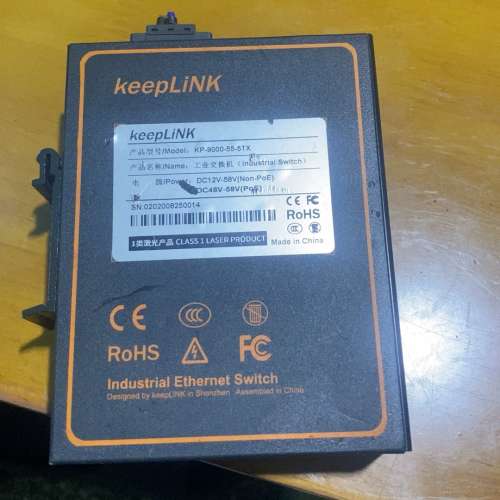 keepLiNK
keepLiNK
产品型号/Model: KP-9000-55-5TX
产品名称/Name: 工业交换机 (Industrial Switch)
电 源/Power: DC12V-58V(Non-PoE)
DC48V-58V(PoE)
SN:0202008250014
CE
RoHS
1类激光产品 CLASS 1 LASER PRODUCT
Made in China
CE CCC
RoHS FC
Industrial Ethernet Switch
Designed by keepLINK in Shenzhen Assembled in China